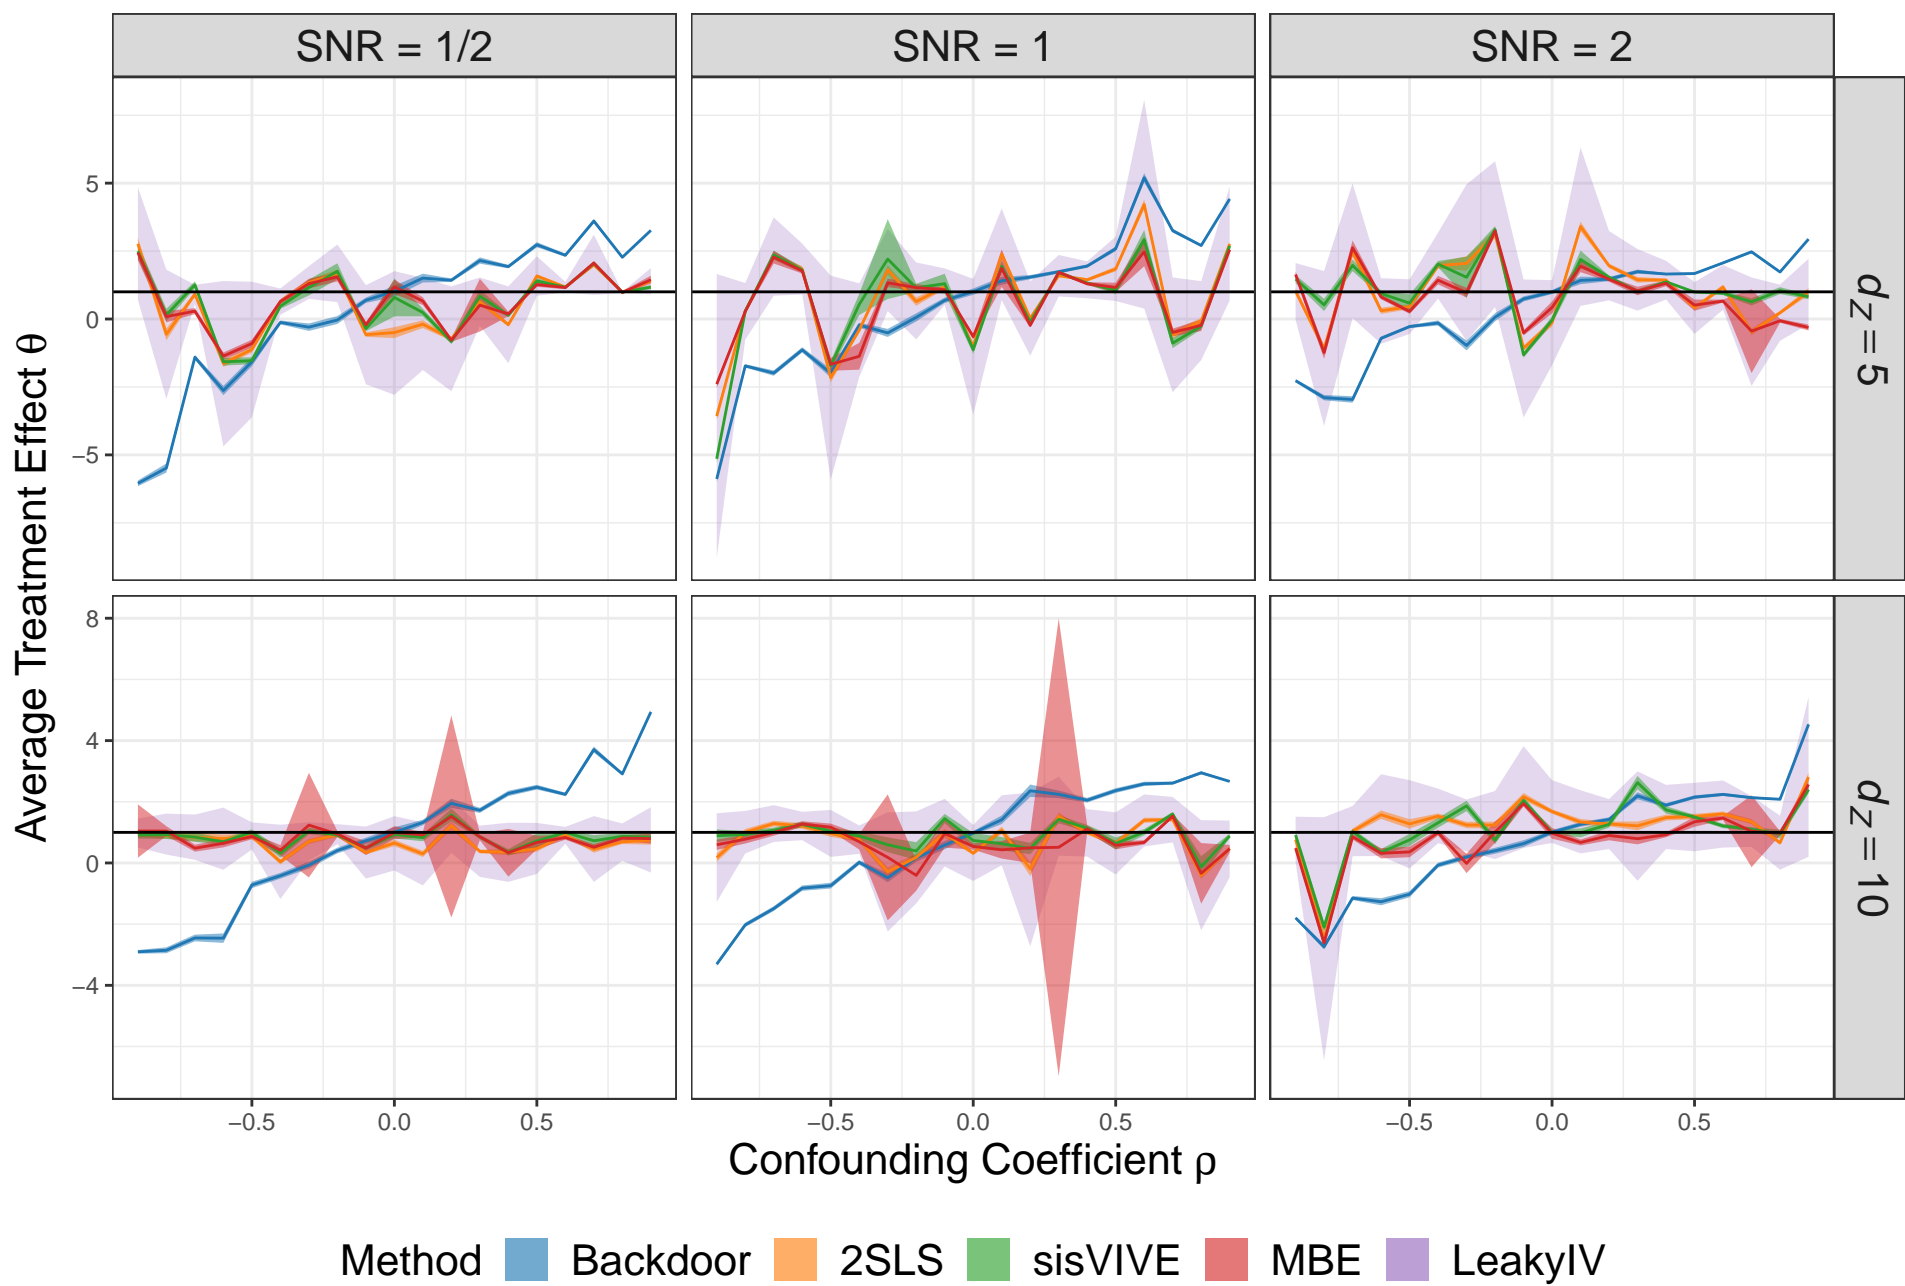 SNR = 1/2
SNR = 1
SNR = 2
Average Treatment Effect θ
5
0
−5
d_Z = 5
8
4
0
−4
d_Z = 10
−0.5 0.0 0.5
−0.5 0.0 0.5
−0.5 0.0 0.5
Confounding Coefficient ρ
Method Backdoor 2SLS sisVIVE MBE LeakyIV